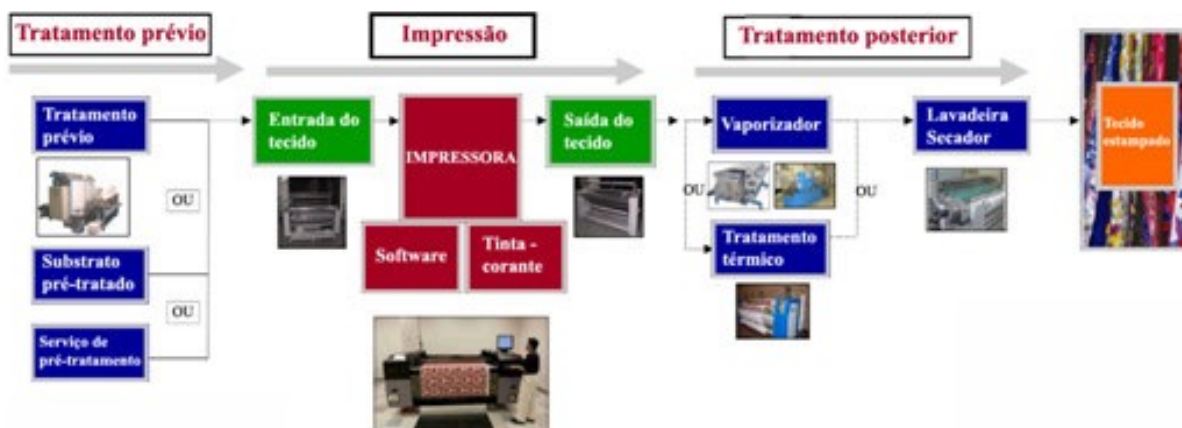 Tratamento prévio
Impressão
Tratamento posterior
Tratamento
prévio
OU
Substrato
pré-tratado
OU
Serviço de
pré-tratamento
Entrada do
tecido
IMPRESSORA
Software
Tinta -
corante
Saída do
tecido
Vaporizador
OU
OU
Tratamento
térmico
Lavadeira
Secador
Tecido
estampado